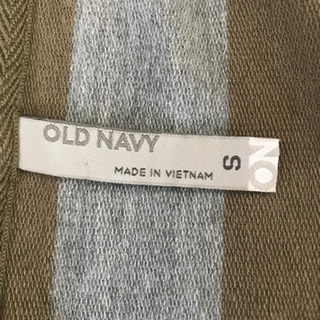 OLD NAVY
MADE IN VIETNAM
S
ON